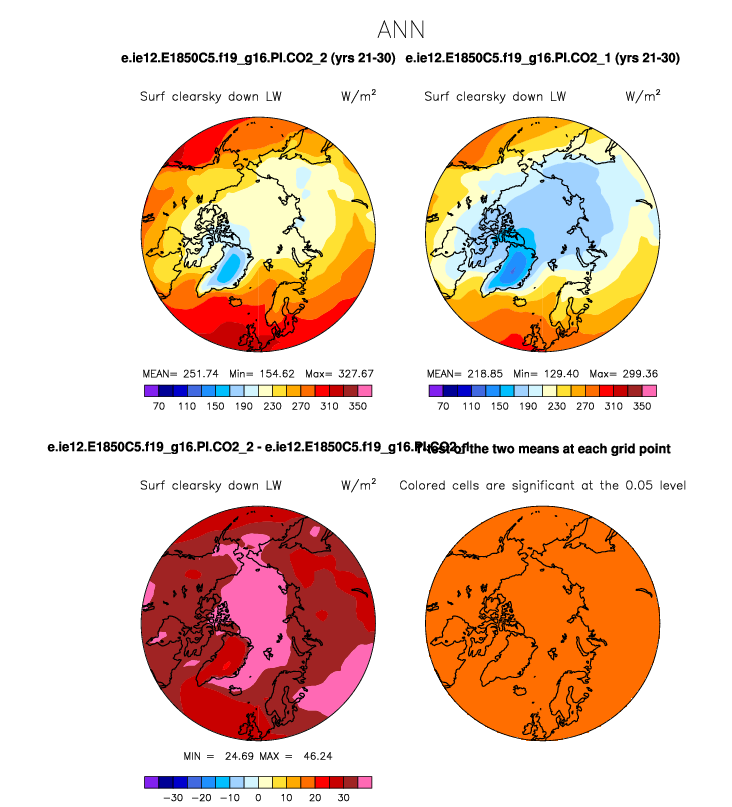 ANN
e.ie12.E1850C5.f19_g16.PI.CO2_2 (yrs 21-30) e.ie12.E1850C5.f19_g16.PI.CO2_1 (yrs 21-30)
Surf clearsky down LW W/m² Surf clearsky down LW W/m²
MEAN= 251.74 Min= 154.62 Max= 327.67 MEAN= 218.85 Min= 129.40 Max= 299.36
70 110 150 190 230 270 310 350 70 110 150 190 230 270 310 350
e.ie12.E1850C5.f19_g16.PI.CO2_2 - e.ie12.E1850C5.f19_g16.PI.CO2_1 T-test of the two means at each grid point
Surf clearsky down LW W/m² Colored cells are significant at the 0.05 level
MIN = 24.69 MAX = 46.24
-30 -20 -10 0 10 20 30